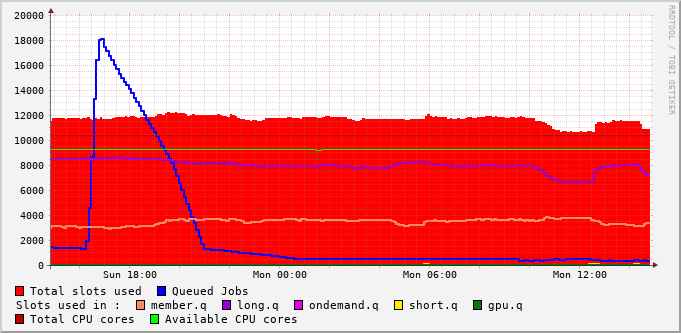 RRDTOOL / TOBI OETIKER
20000
18000
16000
14000
12000
10000
8000
6000
4000
2000
0
Sun 18:00 Mon 00:00 Mon 06:00 Mon 12:00
Total slots used Queued Jobs
Slots used in : member.q long.q ondemand.q short.q gpu.q
Total CPU cores Available CPU cores